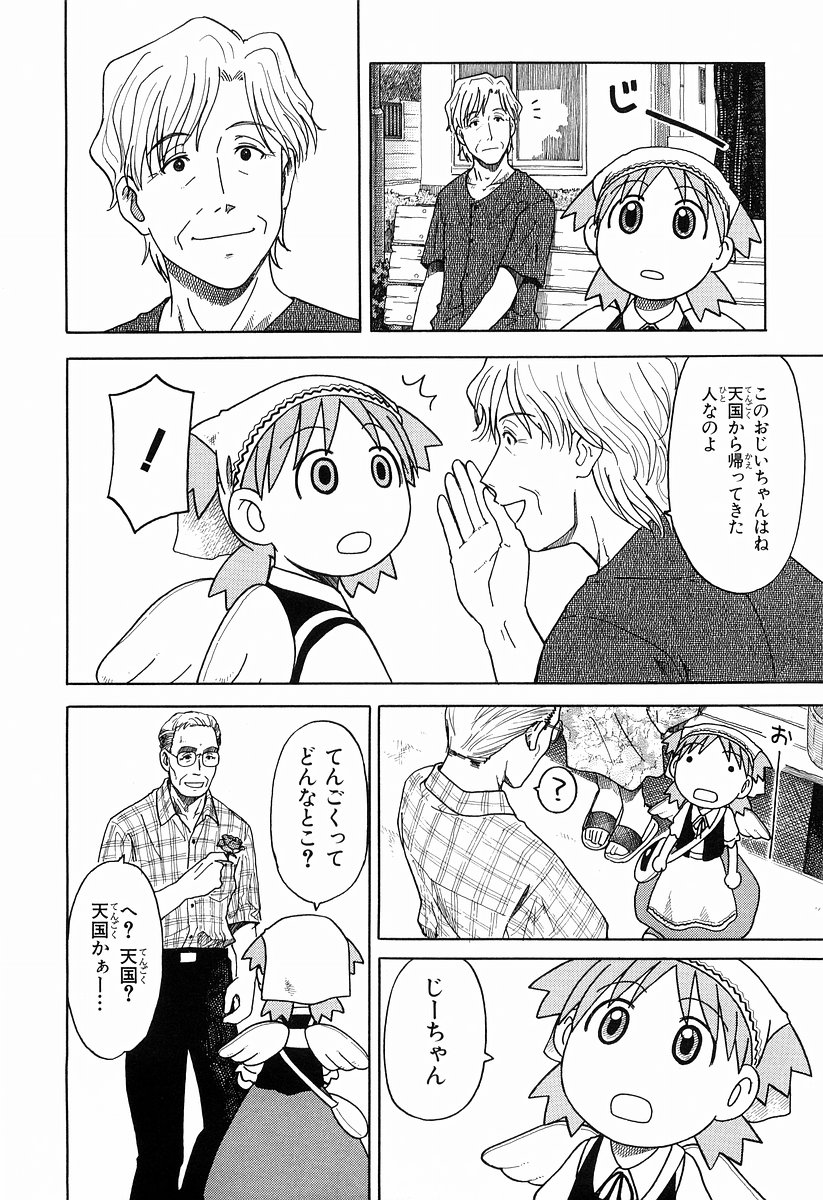 じー
このおじいちゃんはね
天国から帰ってきた
人なのよ
!
お
?
じーちゃん
てんごくって
どんなとこ?
へ? 天国?
天国かぁー…